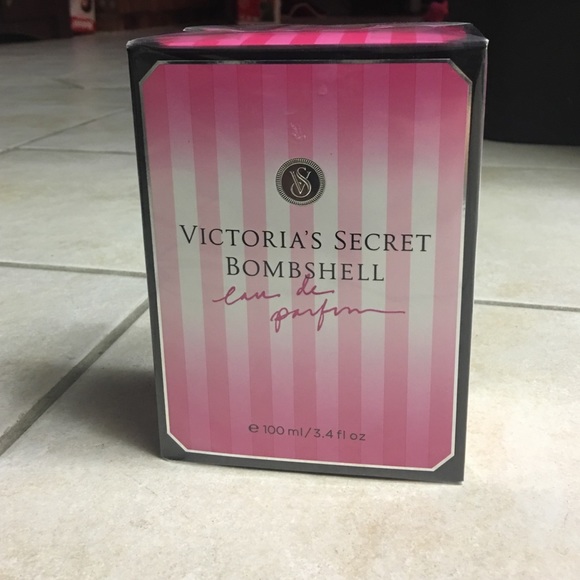 VS
VICTORIA'S SECRET
BOMBSHELL
eau de
parfum
e 100 ml/3.4 fl oz